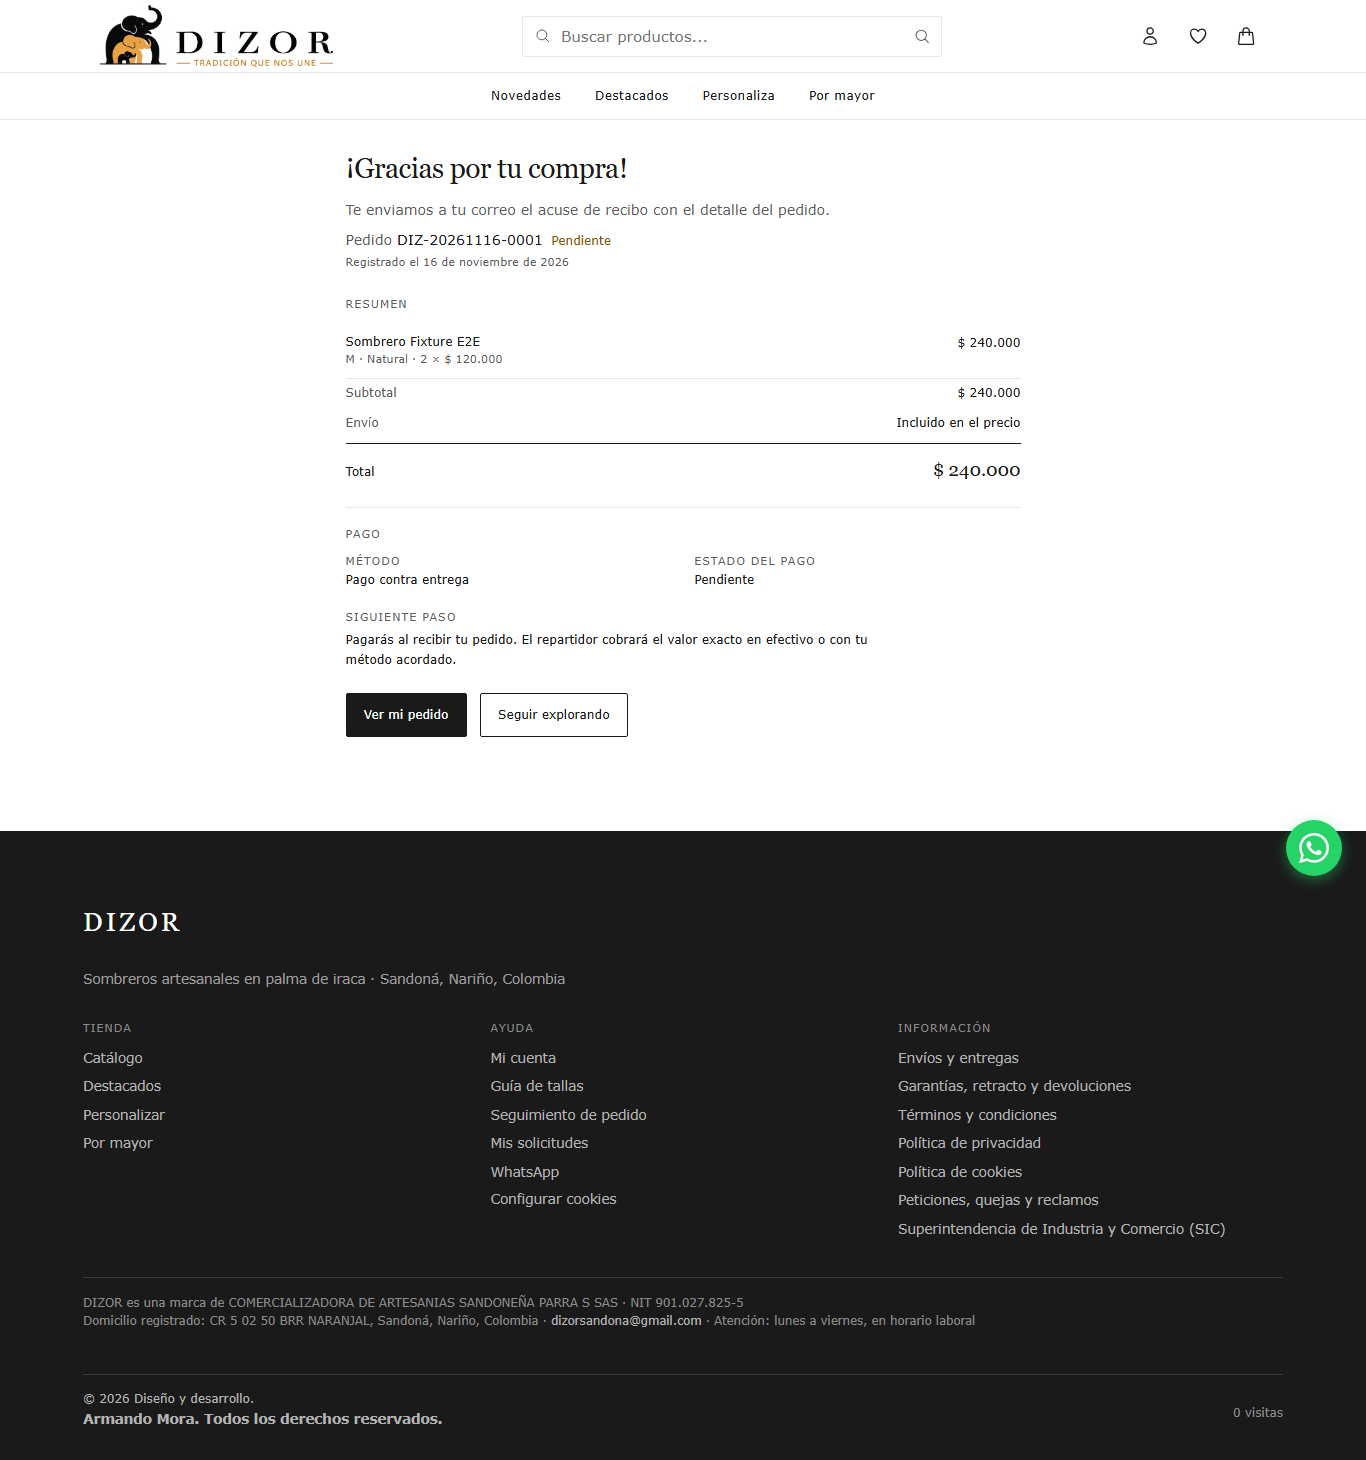 DIZOR
TRADICIÓN QUE NOS UNE
Buscar productos...
Novedades Destacados Personaliza Por mayor
¡Gracias por tu compra!
Te enviamos a tu correo el acuse de recibo con el detalle del pedido.
Pedido DIZ-20261116-0001 Pendiente
Registrado el 16 de noviembre de 2026
RESUMEN
Sombrero Fixture E2E $ 240.000
M · Natural · 2 × $ 120.000
Subtotal $ 240.000
Envío Incluido en el precio
Total $ 240.000
PAGO
MÉTODO ESTADO DEL PAGO
Pago contra entrega Pendiente
SIGUIENTE PASO
Pagarás al recibir tu pedido. El repartidor cobrará el valor exacto en efectivo o con tu
método acordado.
Ver mi pedido Seguir explorando
DIZOR
Sombreros artesanales en palma de iraca · Sandoná, Nariño, Colombia
TIENDA
Catálogo
Destacados
Personalizar
Por mayor
AYUDA
Mi cuenta
Guía de tallas
Seguimiento de pedido
Mis solicitudes
WhatsApp
Configurar cookies
INFORMACIÓN
Envíos y entregas
Garantías, retracto y devoluciones
Términos y condiciones
Política de privacidad
Política de cookies
Peticiones, quejas y reclamos
Superintendencia de Industria y Comercio (SIC)
DIZOR es una marca de COMERCIALIZADORA DE ARTESANIAS SANDONEÑA PARRA S SAS · NIT 901.027.825-5
Domicilio registrado: CR 5 02 50 BRR NARANJAL, Sandoná, Nariño, Colombia · dizorsandona@gmail.com · Atención: lunes a viernes, en horario laboral
© 2026 Diseño y desarrollo.
Armando Mora. Todos los derechos reservados.
0 visitas